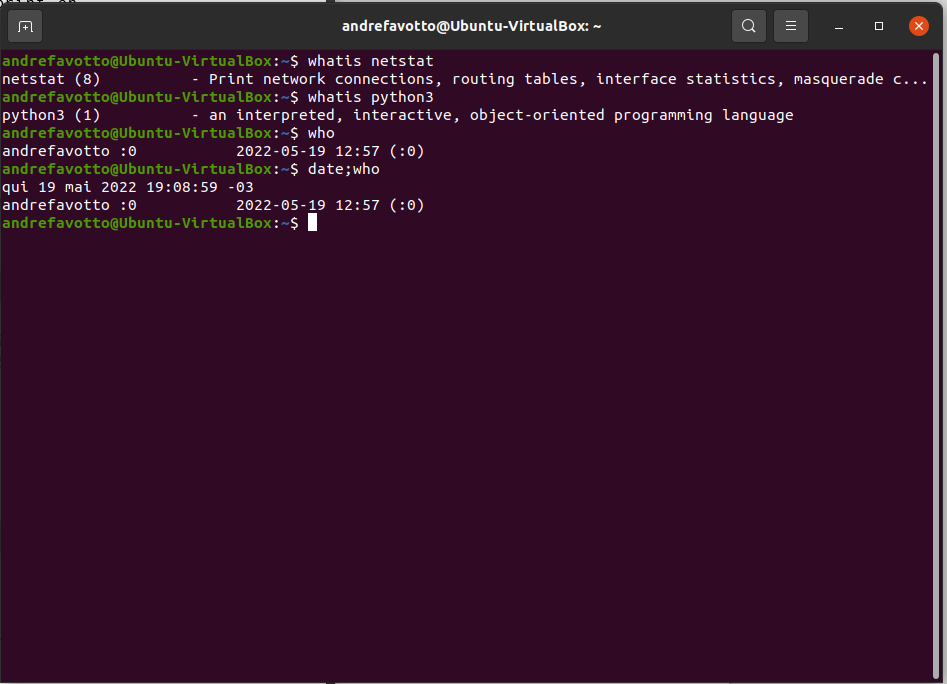 andrefavotto@Ubuntu-VirtualBox: ~
andrefavotto@Ubuntu-VirtualBox:~$ whatis netstat
netstat (8)          - Print network connections, routing tables, interface statistics, masquerade c...
andrefavotto@Ubuntu-VirtualBox:~$ whatis python3
python3 (1)          - an interpreted, interactive, object-oriented programming language
andrefavotto@Ubuntu-VirtualBox:~$ who
andrefavotto :0           2022-05-19 12:57 (:0)
andrefavotto@Ubuntu-VirtualBox:~$ date;who
qui 19 mai 2022 19:08:59 -03
andrefavotto :0           2022-05-19 12:57 (:0)
andrefavotto@Ubuntu-VirtualBox:~$